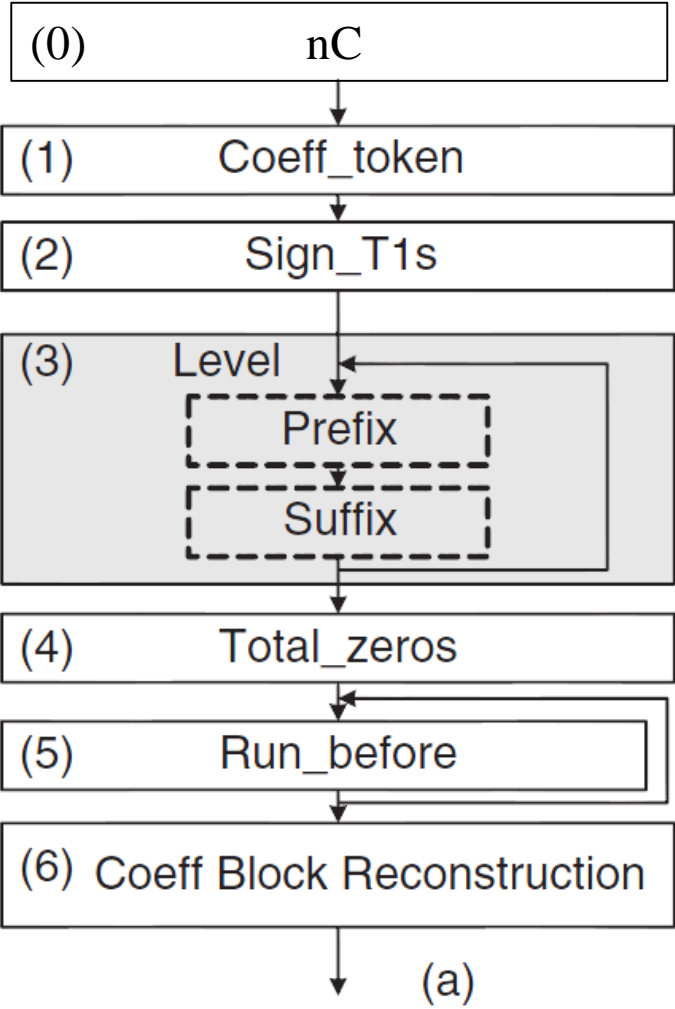 (0) nC
(1) Coeff_token
(2) Sign_T1s
(3) Level
Prefix
Suffix
(4) Total_zeros
(5) Run_before
(6) Coeff Block Reconstruction
(a)